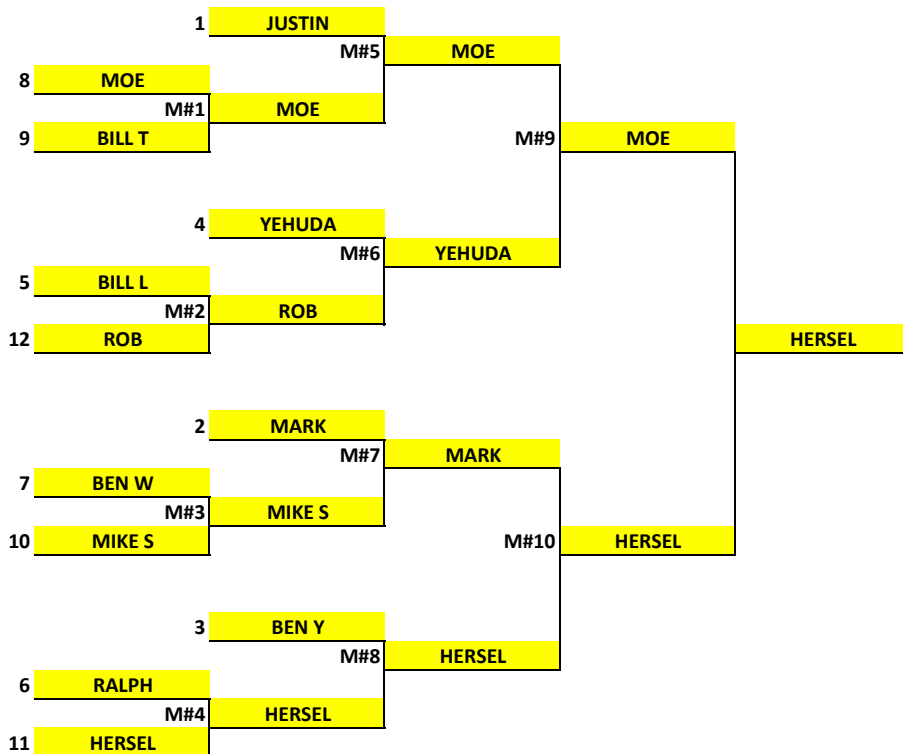 1 JUSTIN
M#5 MOE
8 MOE
M#1 MOE
9 BILL T M#9 MOE
4 YEHUDA
M#6 YEHUDA
5 BILL L
M#2 ROB
12 ROB HERSEL
2 MARK
M#7 MARK
7 BEN W
M#3 MIKE S
10 MIKE S M#10 HERSEL
3 BEN Y
M#8 HERSEL
6 RALPH
M#4 HERSEL
11 HERSEL